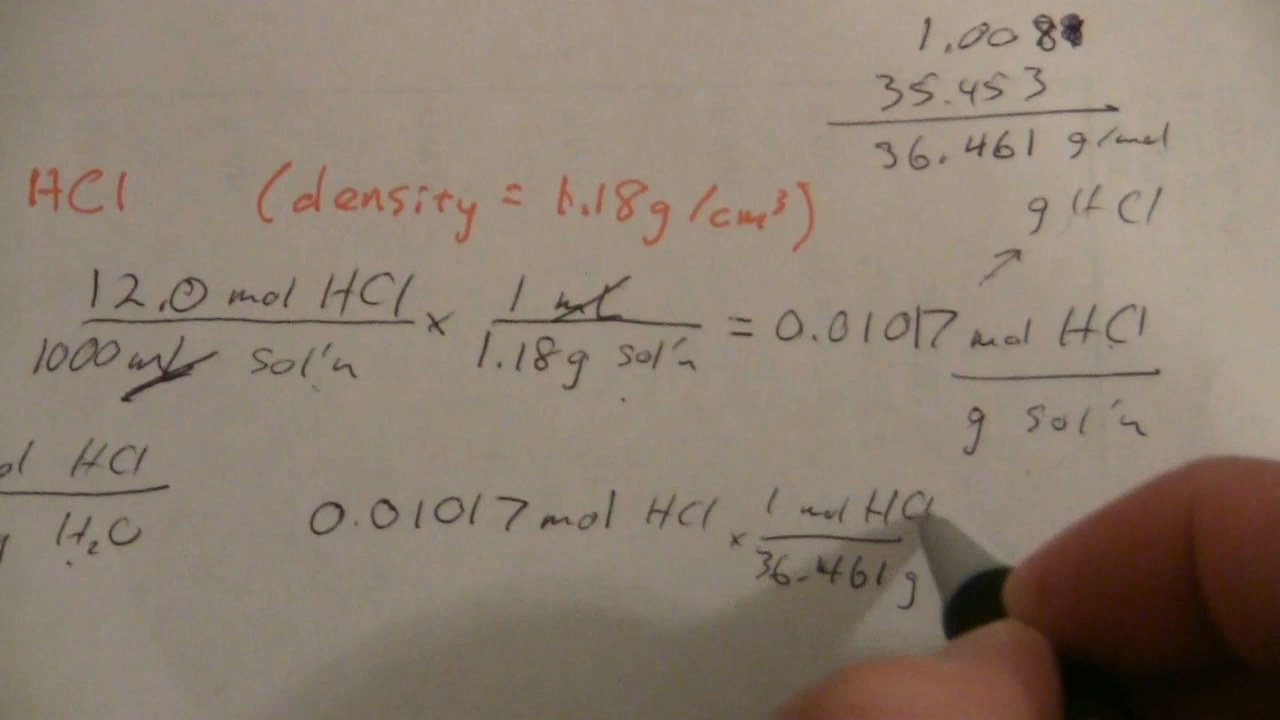 1.008
35.453
36.461 g/mol
g HCl
HCl (density = 1.18g/cm³)
12.0 mol HCl × 1 mL = 0.01017 mol HCl
1000 mL sol'n 1.18g sol'n g sol'n
HCl
H₂O
0.01017 mol HCl × 1 mol HCl
36.461 g